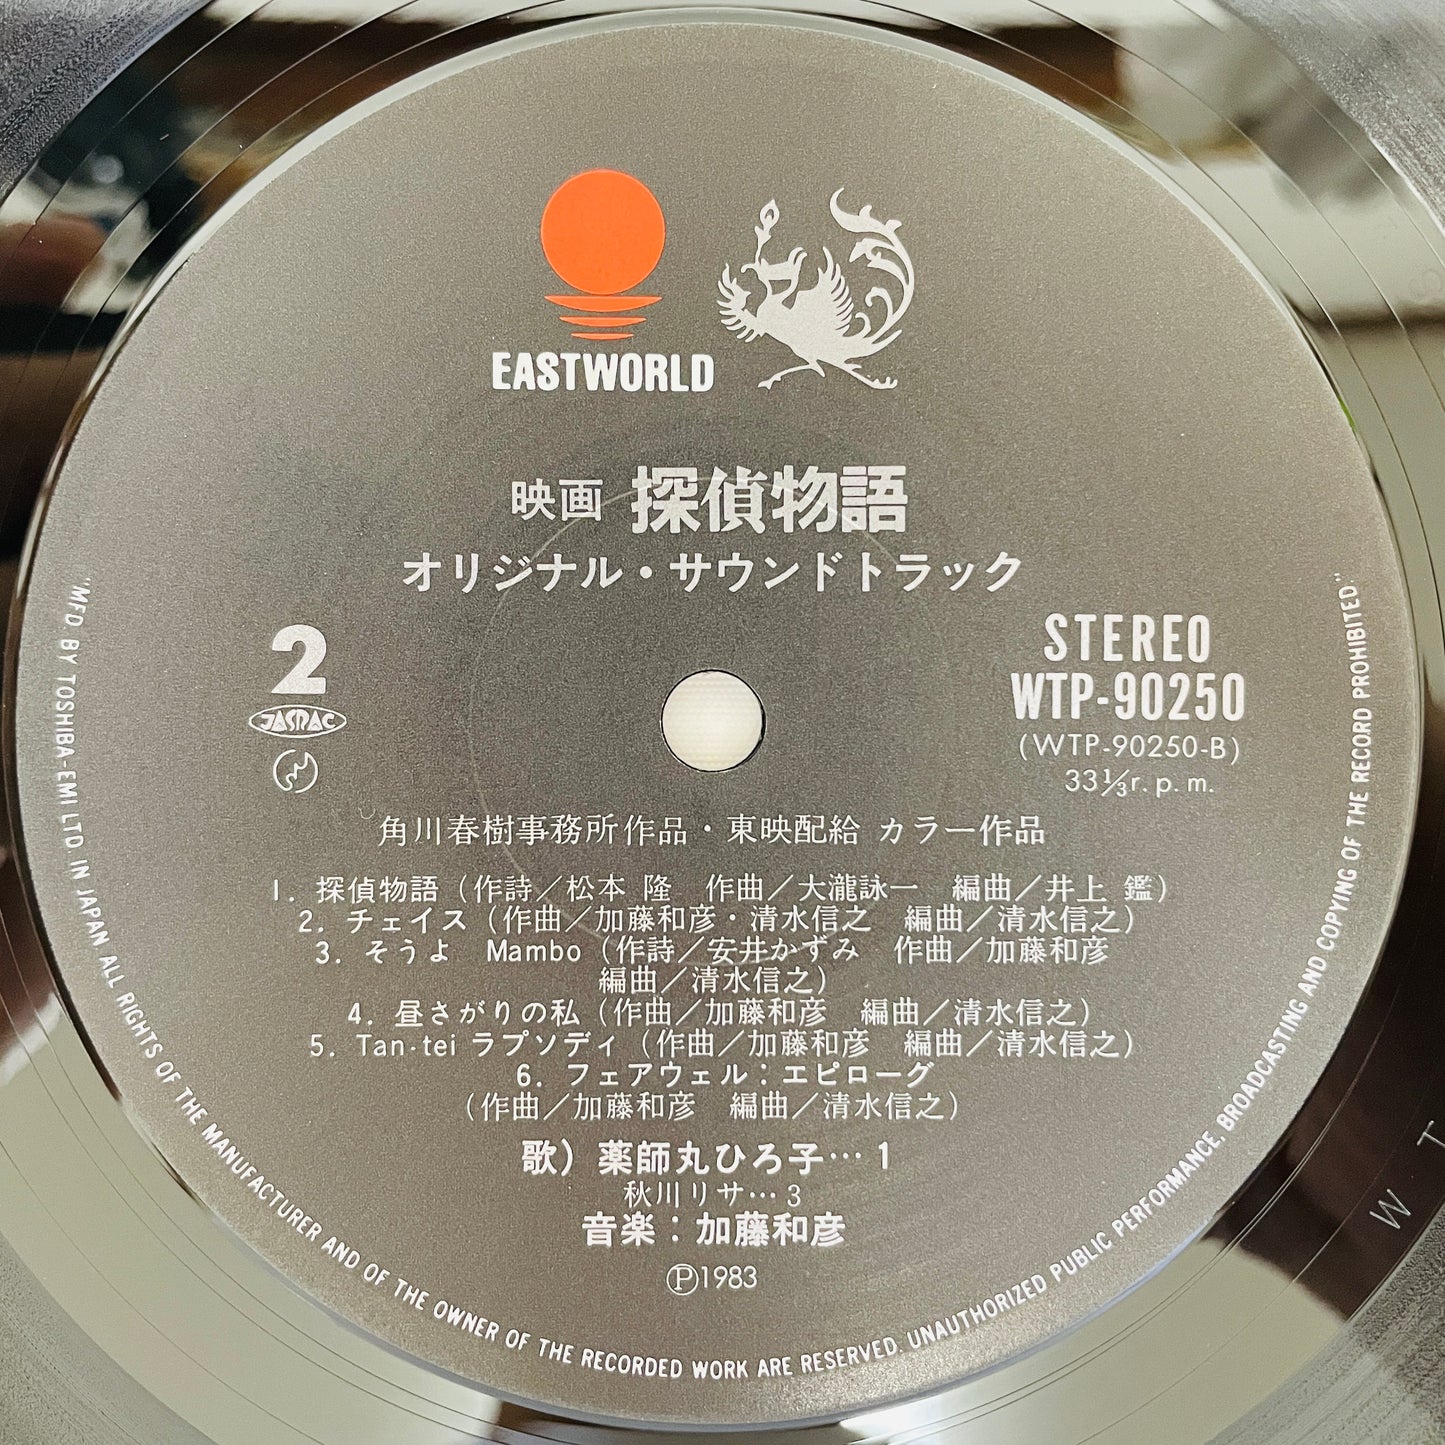 EASTWORLD
映画 探偵物語
オリジナル・サウンドトラック
2
JASRAC
STEREO
WTP-90250
(WTP-90250-B)
33⅓r.p.m.
角川春樹事務所作品・東映配給 カラー作品
1. 探偵物語（作詩／松本 隆 作曲／大瀧詠一 編曲／井上 鑑）
2. チェイス（作曲／加藤和彦・清水信之 編曲／清水信之）
3. そうよ Mambo（作詩／安井かずみ 作曲／加藤和彦
編曲／清水信之）
4. 昼さがりの私（作曲／加藤和彦 編曲／清水信之）
5. Tan-tei ラプソディ（作曲／加藤和彦 編曲／清水信之）
6. フェアウェル：エピローグ
（作曲／加藤和彦 編曲／清水信之）
歌）薬師丸ひろ子…1
秋川リサ…3
音楽：加藤和彦
Ⓟ1983
"MFD. BY TOSHIBA-EMI LTD. IN JAPAN ALL RIGHTS OF THE MANUFACTURER AND OF THE OWNER OF THE RECORDED WORK ARE RESERVED. UNAUTHORIZED PUBLIC PERFORMANCE, BROADCASTING AND COPYING OF THE RECORD PROHIBITED."
W T